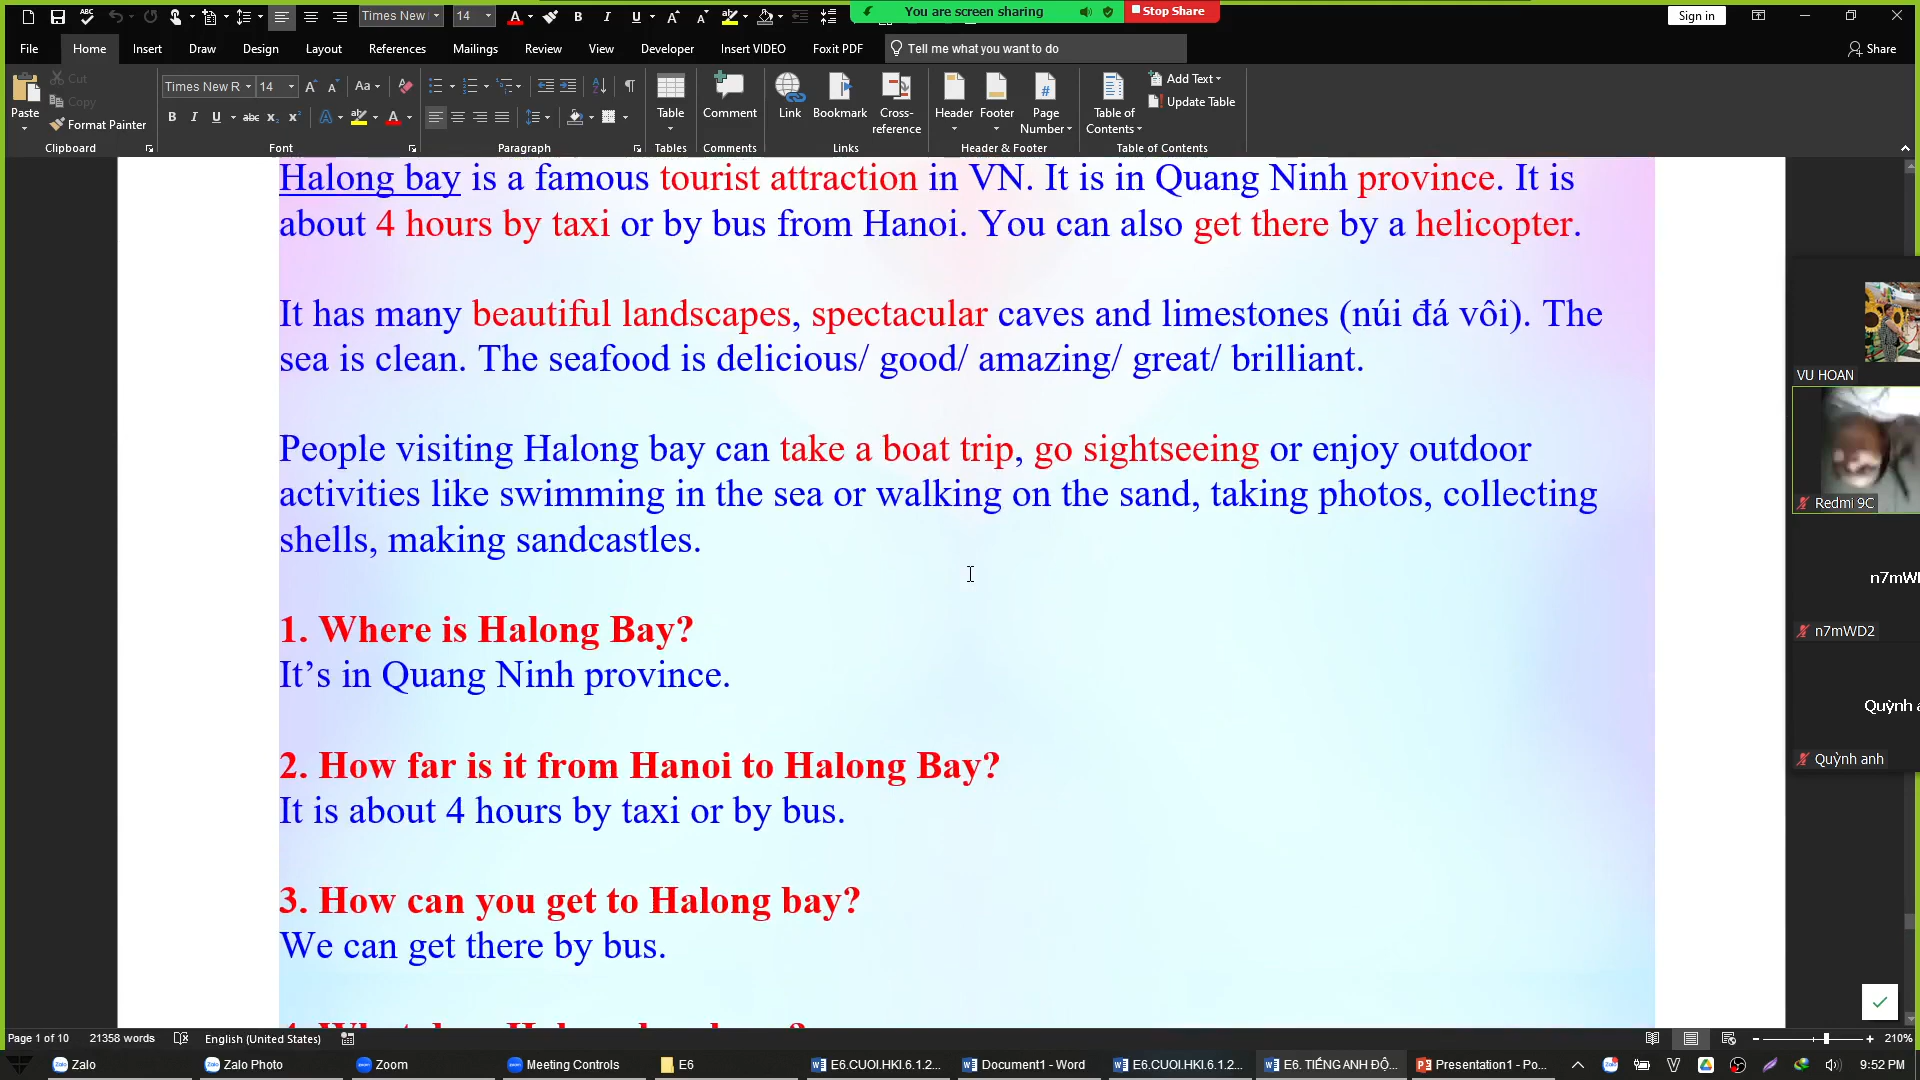 Times New
14
You are screen sharing
Stop Share
Sign in
File Home Insert Draw Design Layout References Mailings Review View Developer Insert VIDEO Foxit PDF Tell me what you want to do Share
Cut
Copy
Paste Format Painter
Times New R 14
Table
Comment
Link Bookmark Cross-reference
Header Footer Page Number
Table of Contents
Add Text
Update Table
Clipboard Font Paragraph Tables Comments Links Header & Footer Table of Contents
Halong bay is a famous tourist attraction in VN. It is in Quang Ninh province. It is
about 4 hours by taxi or by bus from Hanoi. You can also get there by a helicopter.
It has many beautiful landscapes, spectacular caves and limestones (núi đá vôi). The
sea is clean. The seafood is delicious/ good/ amazing/ great/ brilliant.
People visiting Halong bay can take a boat trip, go sightseeing or enjoy outdoor
activities like swimming in the sea or walking on the sand, taking photos, collecting
shells, making sandcastles.
1. Where is Halong Bay?
It’s in Quang Ninh province.
2. How far is it from Hanoi to Halong Bay?
It is about 4 hours by taxi or by bus.
3. How can you get to Halong bay?
We can get there by bus.
VU HOAN
Redmi 9C
n7mWD2
Quỳnh anh
Page 1 of 10 21358 words English (United States) 210%
Zalo Zalo Photo Zoom Meeting Controls E6 E6.CUOI.HKI.6.1.2... Document1 - Word E6.CUOI.HKI.6.1.2... E6. TIẾNG ANH ĐỘ... Presentation1 - Po... 9:52 PM